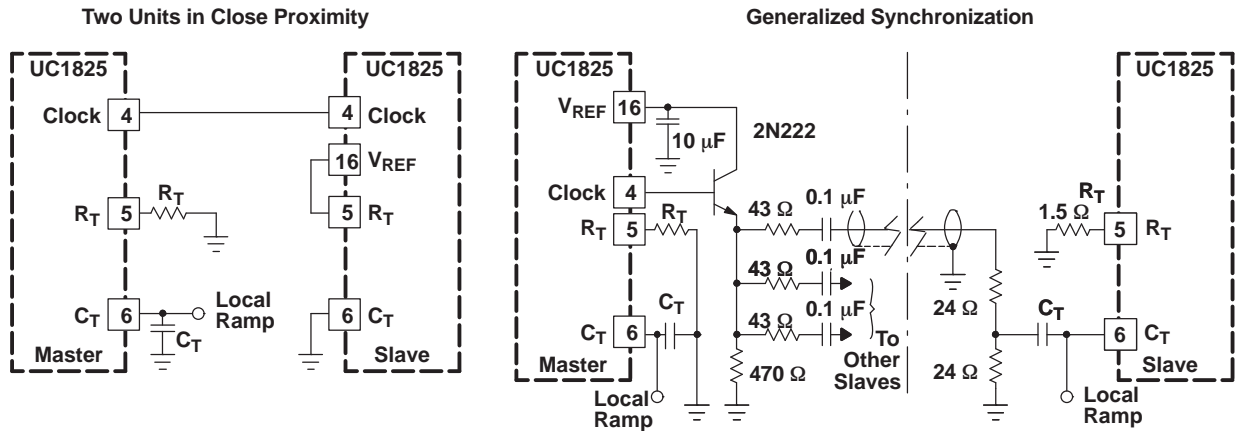 Two Units in Close Proximity
UC1825
UC1825
Clock
4
4
Clock
16
VREF
RT
5
RT
5
RT
CT
6
Local
Ramp
CT
6
CT
Master
Slave
Generalized Synchronization
UC1825
UC1825
VREF
16
10 µF
2N222
Clock
4
RT
5
RT
43 Ω
0.1 µF
43 Ω
0.1 µF
43 Ω
0.1 µF
RT
1.5 Ω
5
RT
CT
6
CT
To
Other
Slaves
24 Ω
CT
6
CT
Master
470 Ω
24 Ω
Slave
Local
Ramp
Local
Ramp